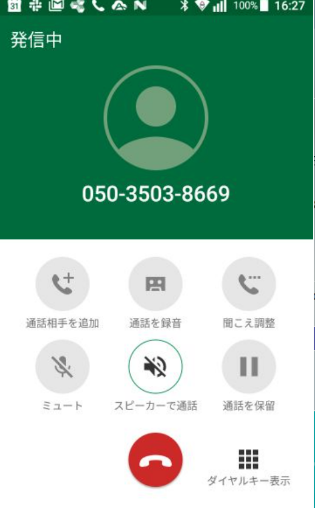 31 100% 16:27
発信中
050-3503-8669
通話相手を追加 通話を録音 聞こえ調整
ミュート スピーカーで通話 通話を保留
ダイヤルキー表示